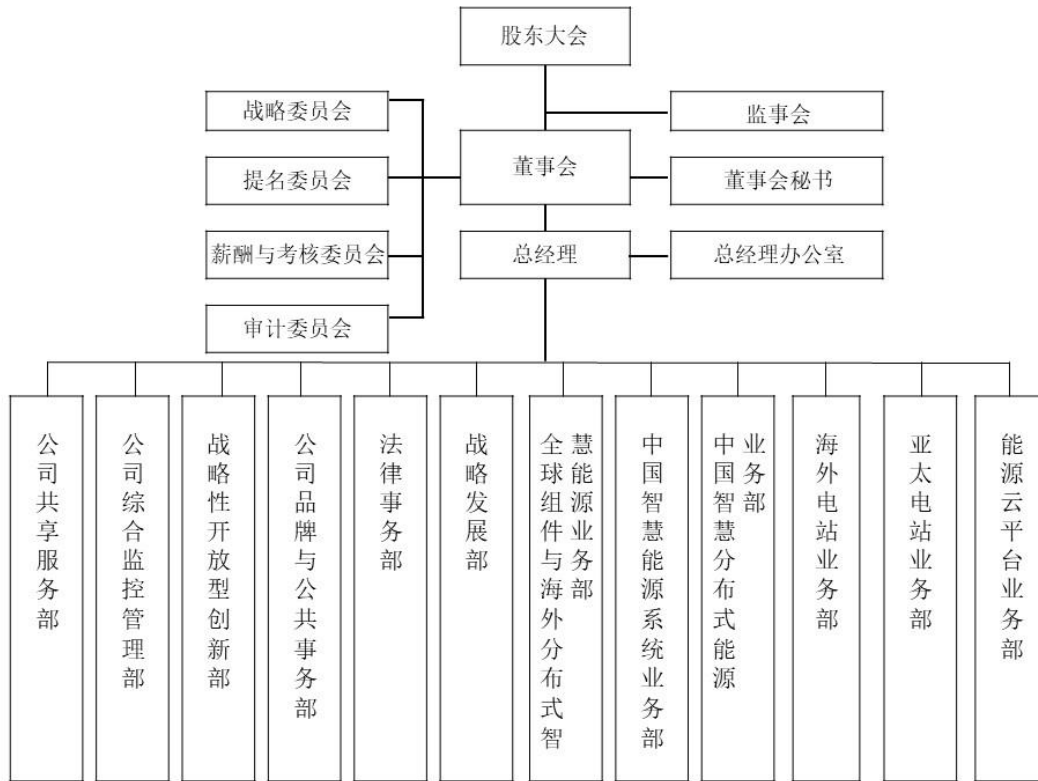 股东大会
战略委员会
监事会
提名委员会
董事会
董事会秘书
薪酬与考核委员会
总经理
总经理办公室
审计委员会
公司共享服务部
公司综合监控管理部
战略性开放型创新部
公司品牌与公共事务部
法律事务部
战略发展部
全球组件与海外分布式智
慧能源业务部
中国智慧能源系统业务部
中国智慧分布式能源
业务部
海外电站业务部
亚太电站业务部
能源云平台业务部